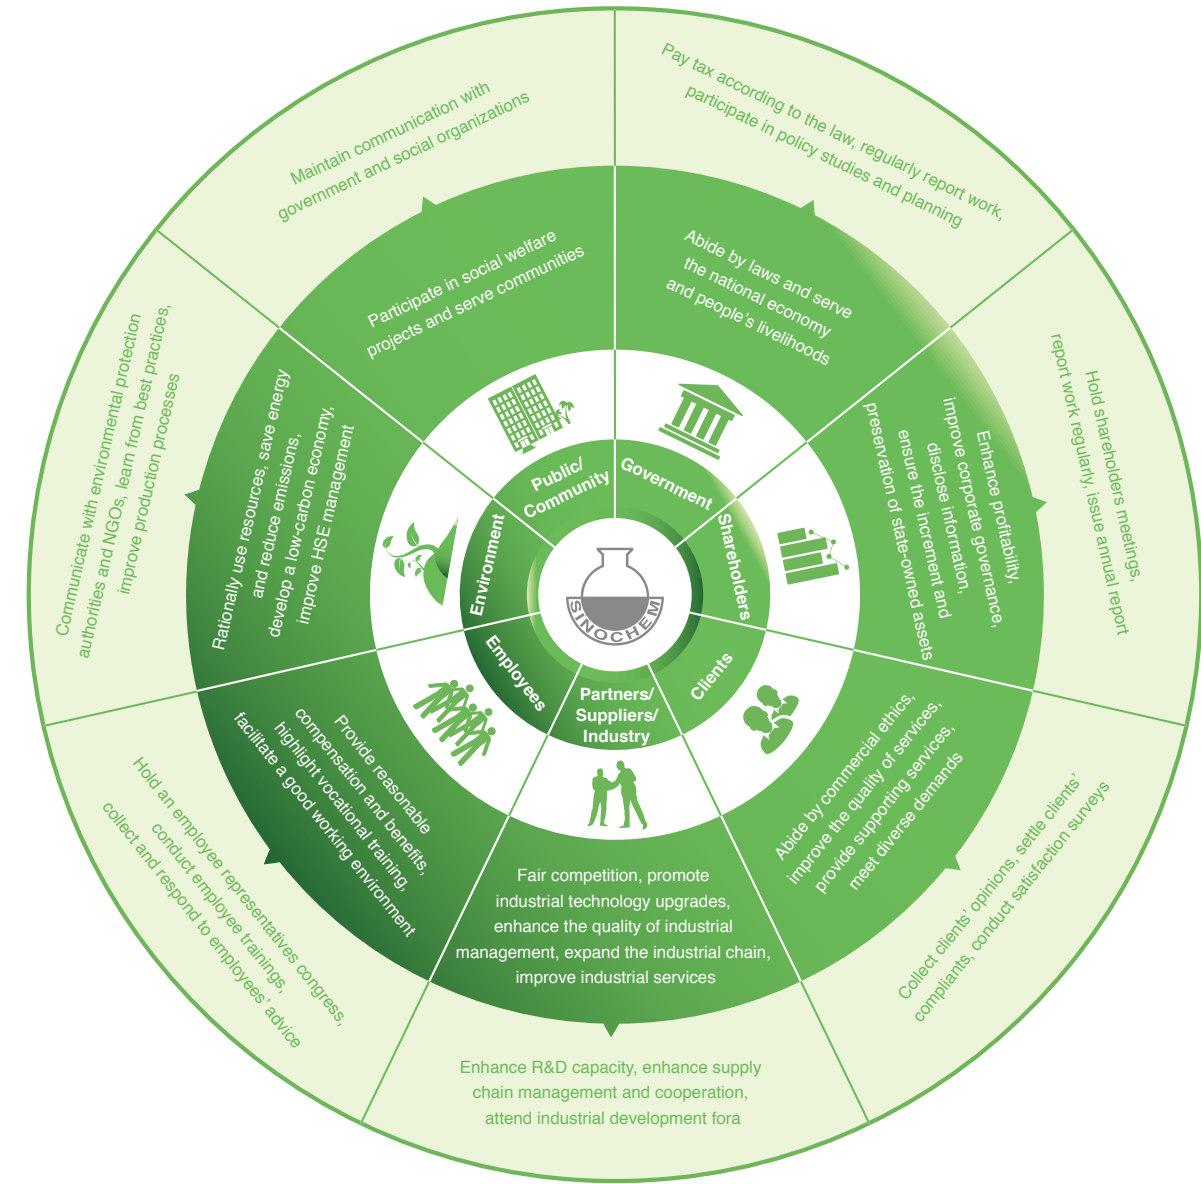 Maintain communication with
government and social organizations
Pay tax according to the law, regularly report work,
participate in policy studies and planning
Participate in social welfare
projects and serve communities
Abide by laws and serve
the national economy
and people's livelihoods
Communicate with environmental protection
authorities and NGOs, learn from best practices,
improve production processes
Rationally use resources, save energy
and reduce emissions,
develop a low-carbon economy,
improve HSE management
Hold shareholders meetings,
report work regularly, issue annual report
Enhance profitability,
improve corporate governance,
disclose information,
ensure the increment and
preservation of state-owned assets
Public/
Community
Government
Environment
Shareholders
SINOCHEM
Employees
Partners/
Suppliers/
Industry
Clients
Provide reasonable
compensation and benefits,
highlight vocational training,
facilitate a good working environment
Abide by commercial ethics,
improve the quality of services,
provide supporting services,
meet diverse demands
Hold an employee representatives congress,
conduct employee trainings,
collect and respond to employees' advice
Fair competition, promote
industrial technology upgrades,
enhance the quality of industrial
management, expand the industrial chain,
improve industrial services
Collect clients' opinions, settle clients'
compliants, conduct satisfaction surveys
Enhance R&D capacity, enhance supply
chain management and cooperation,
attend industrial development fora